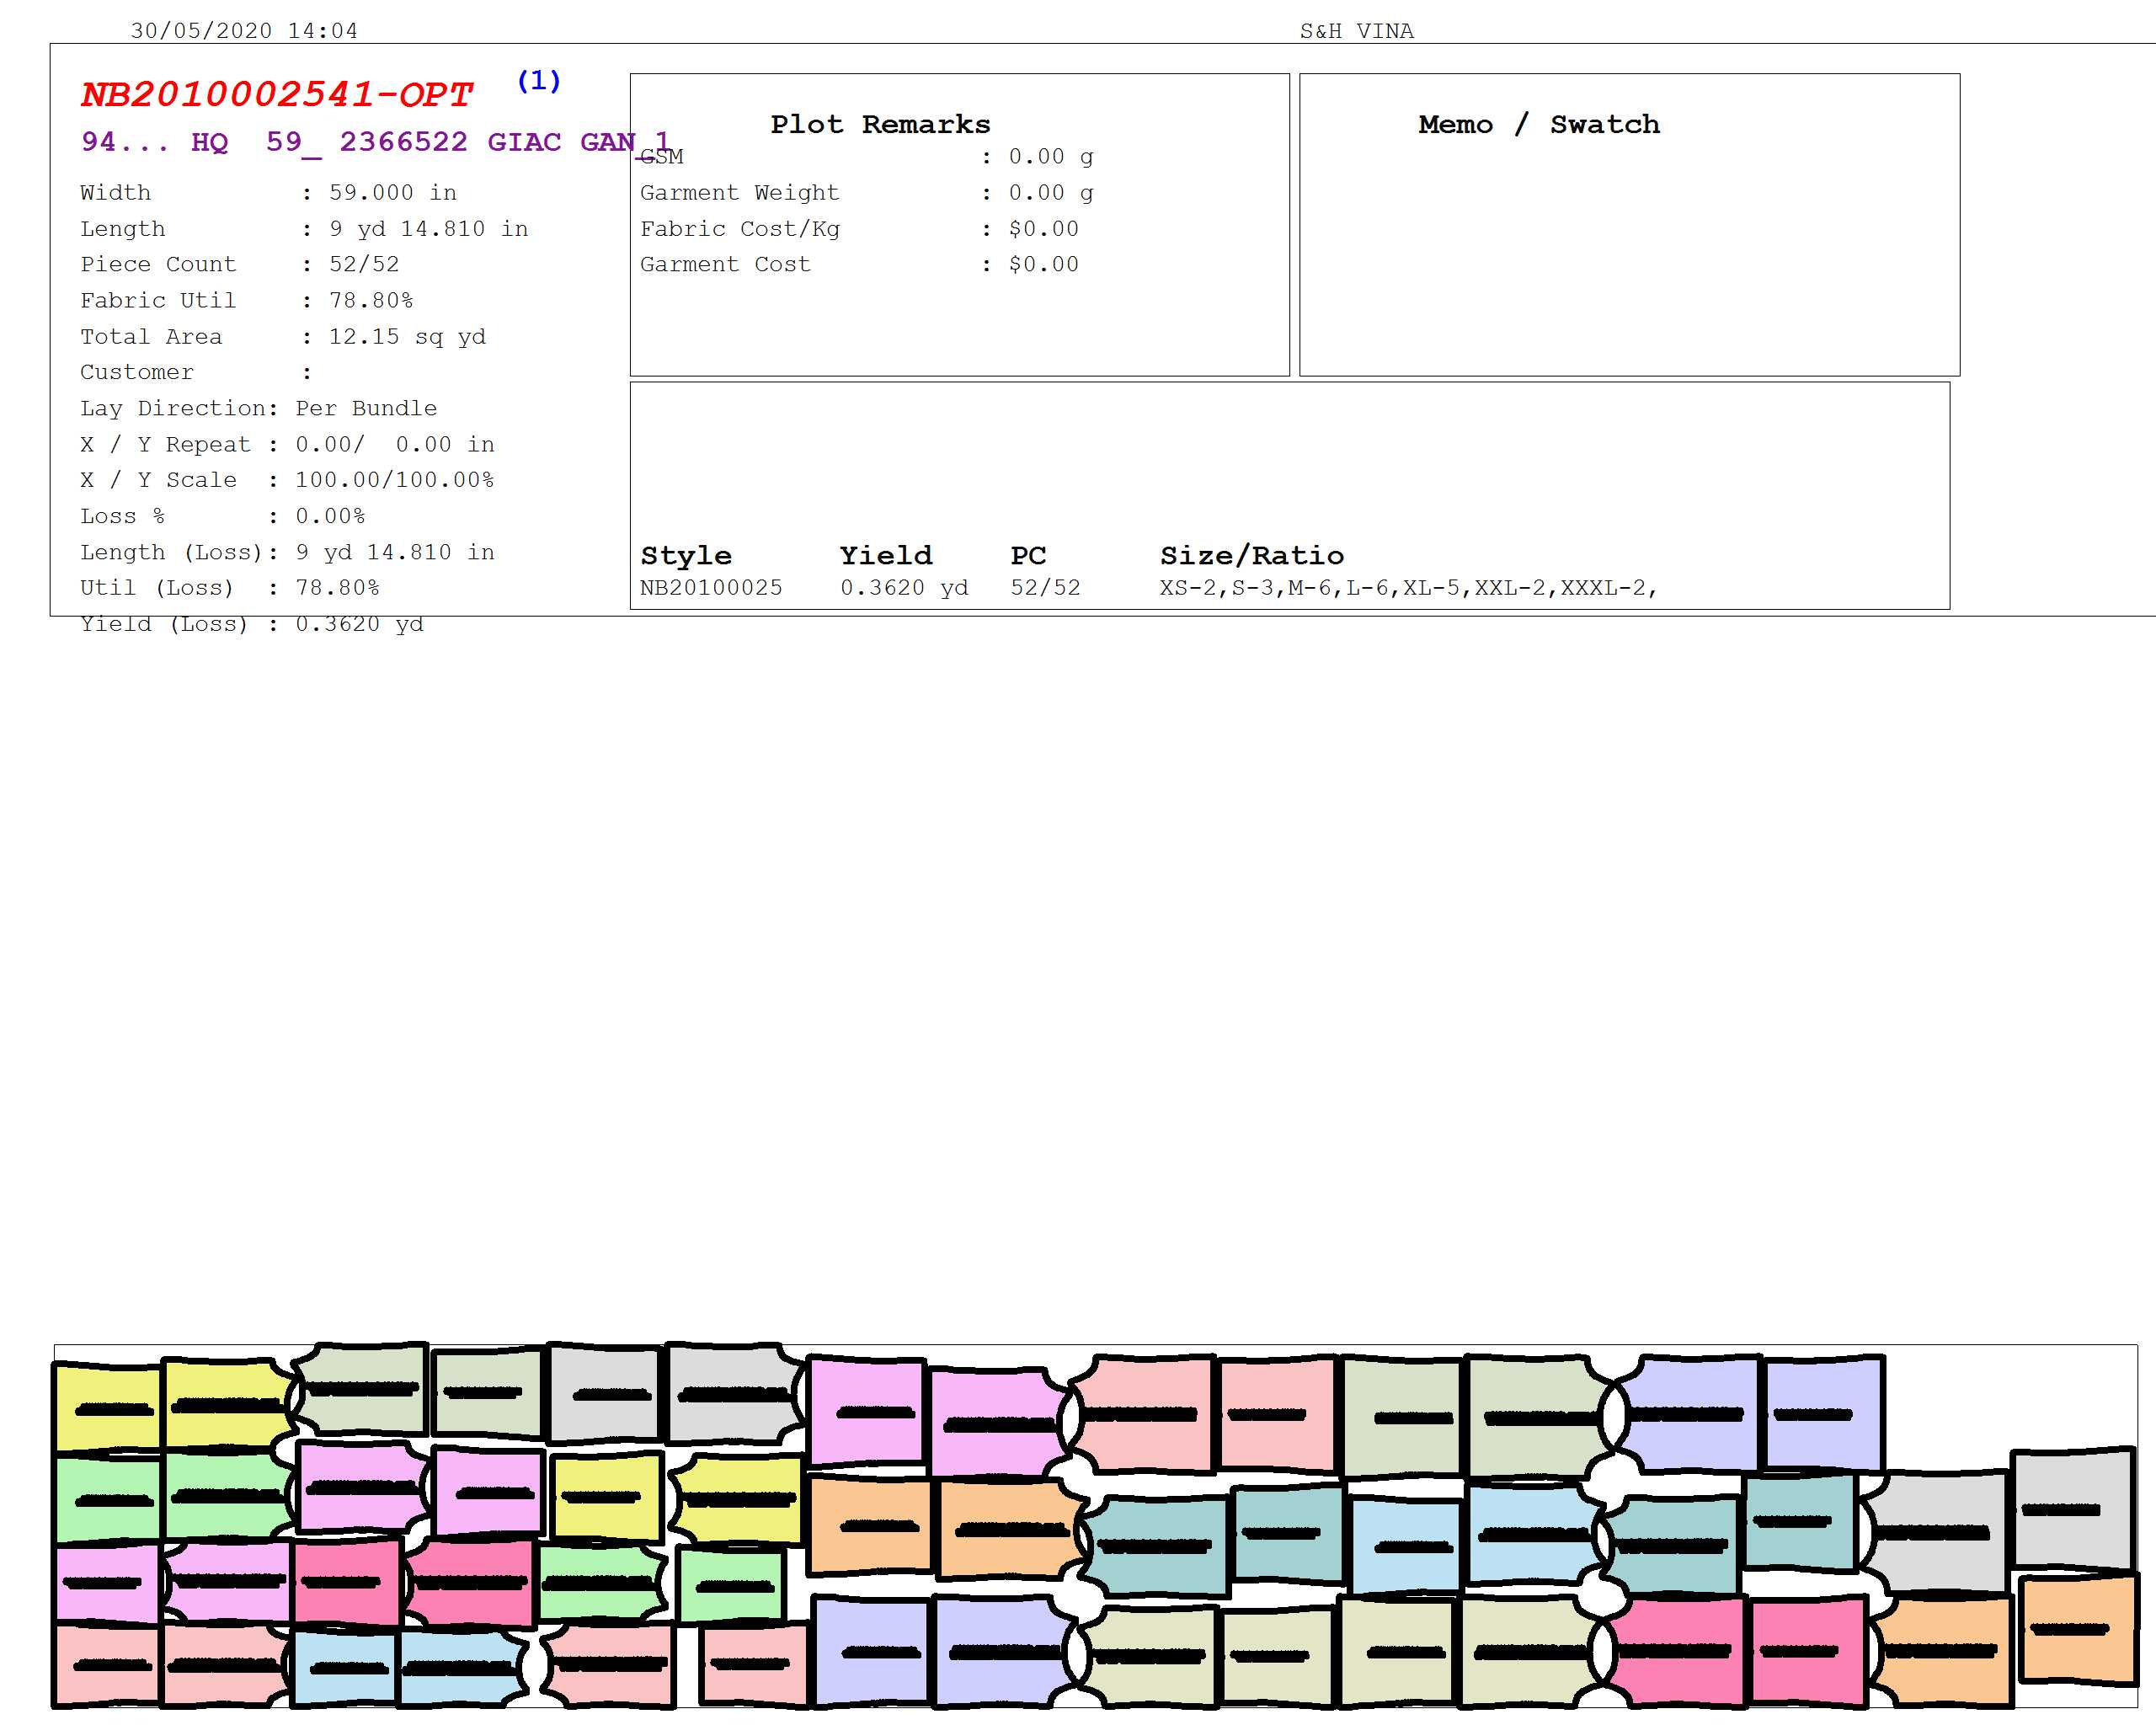 30/05/2020 14:04
S&H VINA
NB2010002541-OPT (1)
94... HQ 59_ 2366522 GIAC GAN_1
Width : 59.000 in
Length : 9 yd 14.810 in
Piece Count : 52/52
Fabric Util : 78.80%
Total Area : 12.15 sq yd
Customer :
Lay Direction: Per Bundle
X / Y Repeat : 0.00/ 0.00 in
X / Y Scale : 100.00/100.00%
Loss % : 0.00%
Length (Loss): 9 yd 14.810 in
Util (Loss) : 78.80%
Yield (Loss) : 0.3620 yd
Plot Remarks
GSM : 0.00 g
Garment Weight : 0.00 g
Fabric Cost/Kg : $0.00
Garment Cost : $0.00
Memo / Swatch
Style Yield PC Size/Ratio
NB20100025 0.3620 yd 52/52 XS-2,S-3,M-6,L-6,XL-5,XXL-2,XXXL-2,